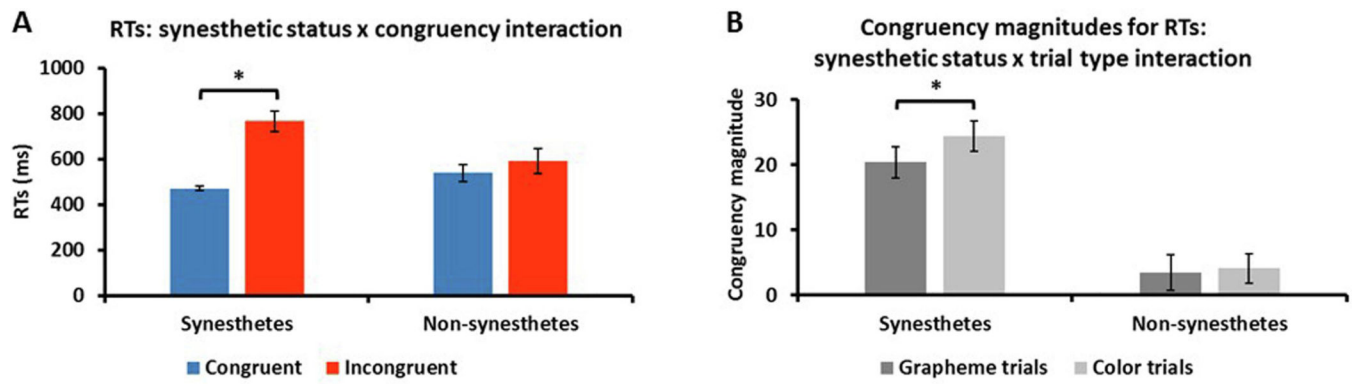 A
RTs: synesthetic status x congruency interaction
1000
800
600
400
200
0
RTs (ms)
*
Synesthetes
Non-synesthetes
Congruent
Incongruent
B
Congruency magnitudes for RTs:
synesthetic status x trial type interaction
30
20
10
0
Congruency magnitude
*
Synesthetes
Non-synesthetes
Grapheme trials
Color trials